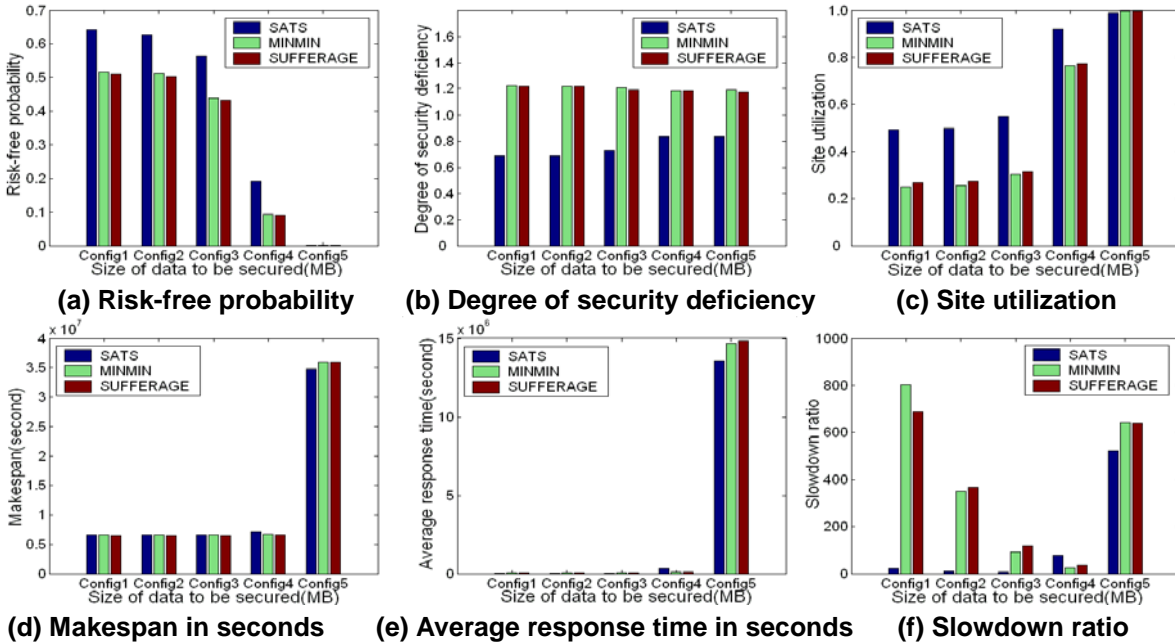 0.7
0.6
0.5
0.4
0.3
0.2
0.1
0
Risk-free probability
SATS
MINMIN
SUFFERAGE
Config1 Config2 Config3 Config4 Config5
Size of data to be secured(MB)
(a) Risk-free probability
1.6
1.4
1.2
1.0
0.8
0.6
0.4
0.2
0
Degree of security deficiency
SATS
MINMIN
SUFFERAGE
Config1 Config2 Config3 Config4 Config5
Size of data to be secured(MB)
(b) Degree of security deficiency
1.0
0.8
0.6
0.4
0.2
0
Site utilization
SATS
MINMIN
SUFFERAGE
Config1 Config2 Config3 Config4 Config5
Size of data to be secured(MB)
(c) Site utilization
x 10^7
4
3.5
3
2.5
2
1.5
1
0.5
0
Makespan(second)
SATS
MINMIN
SUFFERAGE
Config1 Config2 Config3 Config4 Config5
Size of data to be secured(MB)
(d) Makespan in seconds
x 10^6
15
10
5
0
Average response time(second)
SATS
MINMIN
SUFFERAGE
Config1 Config2 Config3 Config4 Config5
Size of data to be secured(MB)
(e) Average response time in seconds
1000
800
600
400
200
0
Slowdown ratio
SATS
MINMIN
SUFFERAGE
Config1 Config2 Config3 Config4 Config5
Size of data to be secured(MB)
(f) Slowdown ratio